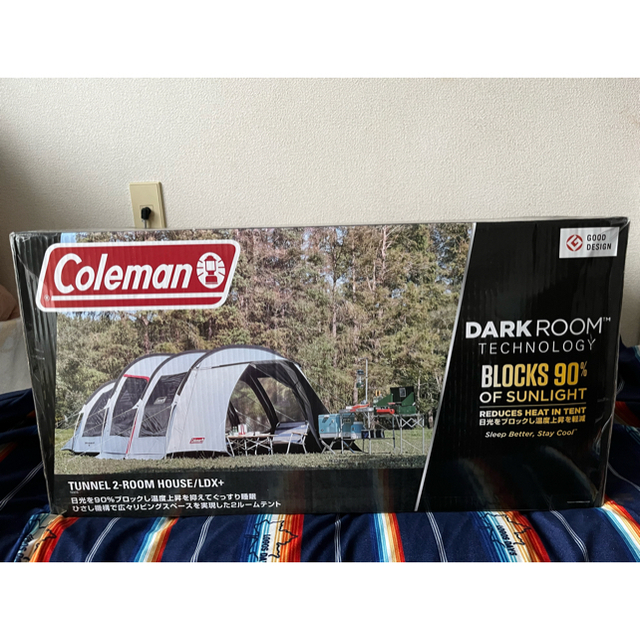 Coleman
GOOD
DESIGN
DARK ROOM™
TECHNOLOGY
BLOCKS 90%
OF SUNLIGHT
REDUCES HEAT IN TENT
日光をブロックし温度上昇を軽減
Sleep Better, Stay Cool
Coleman
TUNNEL 2-ROOM HOUSE/LDX+
日光を90%ブロックし温度上昇を抑えてぐっすり睡眠
ひさし機構で広々リビングスペースを実現した2ルームテント